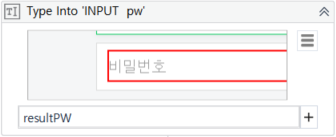 Type Into 'INPUT pw'
비밀번호
resultPW